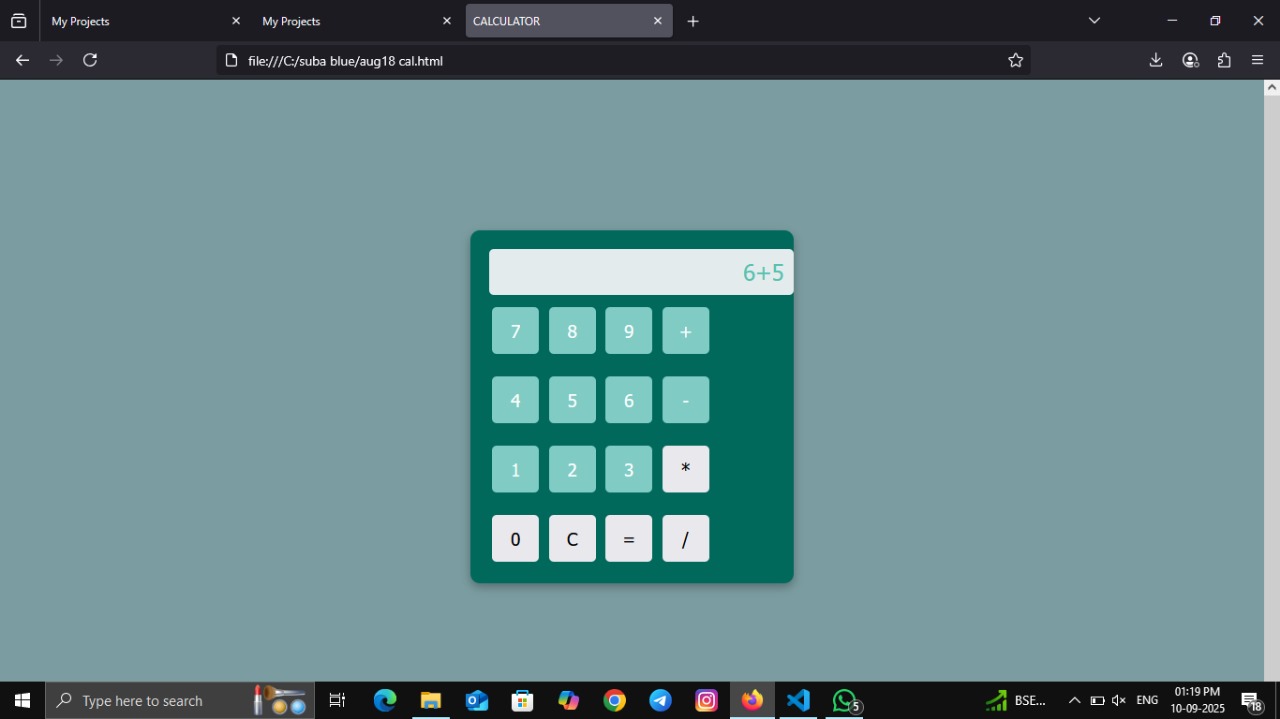 My Projects
My Projects
CALCULATOR
file:///C:/suba blue/aug18 cal.html
6+5
7 8 9 +
4 5 6 -
1 2 3 *
0 C = /
Type here to search
5
BSE...
ENG
01:19 PM
10-09-2025
18